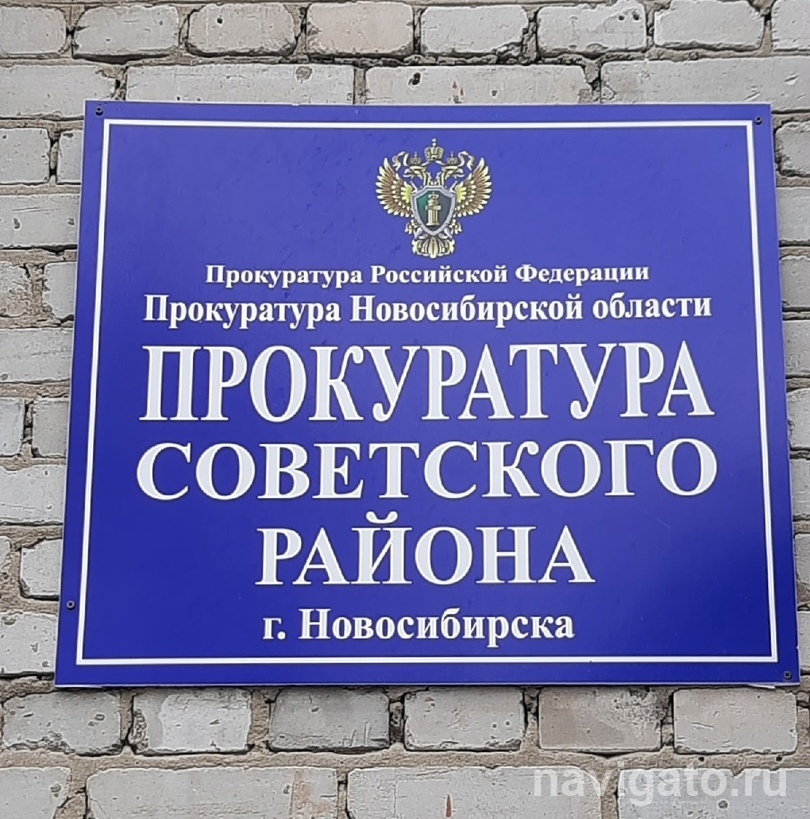 Прокуратура Российской Федерации
Прокуратура Новосибирской области
ПРОКУРАТУРА
СОВЕТСКОГО
РАЙОНА
г. Новосибирска
navigato.ru